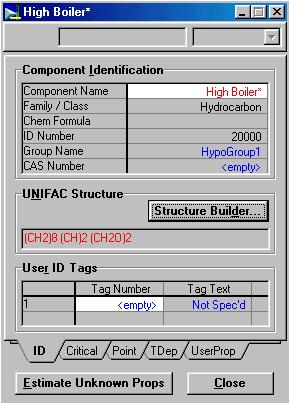 High Boiler*
Component Identification
Component Name High Boiler*
Family / Class Hydrocarbon
Chem Formula
ID Number 20000
Group Name HypoGroup1
CAS Number <empty>
UNIFAC Structure
Structure Builder...
(CH2)8 (CH)2 (CH2O)2
User ID Tags
Tag Number Tag Text
1 <empty> Not Spec'd
ID Critical Point TDep UserProp
Estimate Unknown Props Close